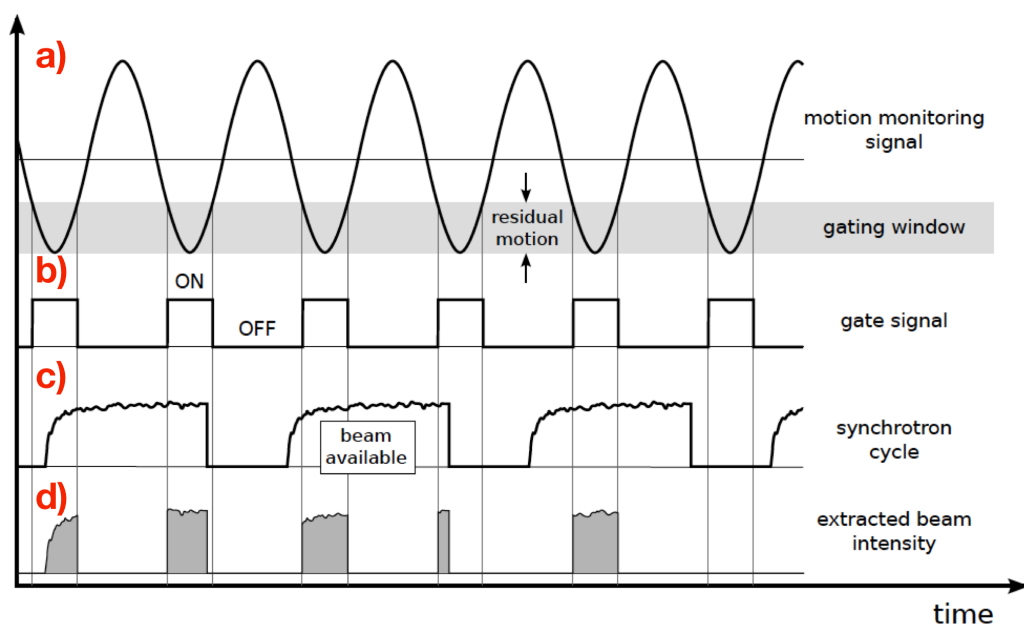 a)
motion monitoring
signal
residual
motion
gating window
b)
ON
OFF
gate signal
c)
beam
available
synchrotron
cycle
d)
extracted beam
intensity
time